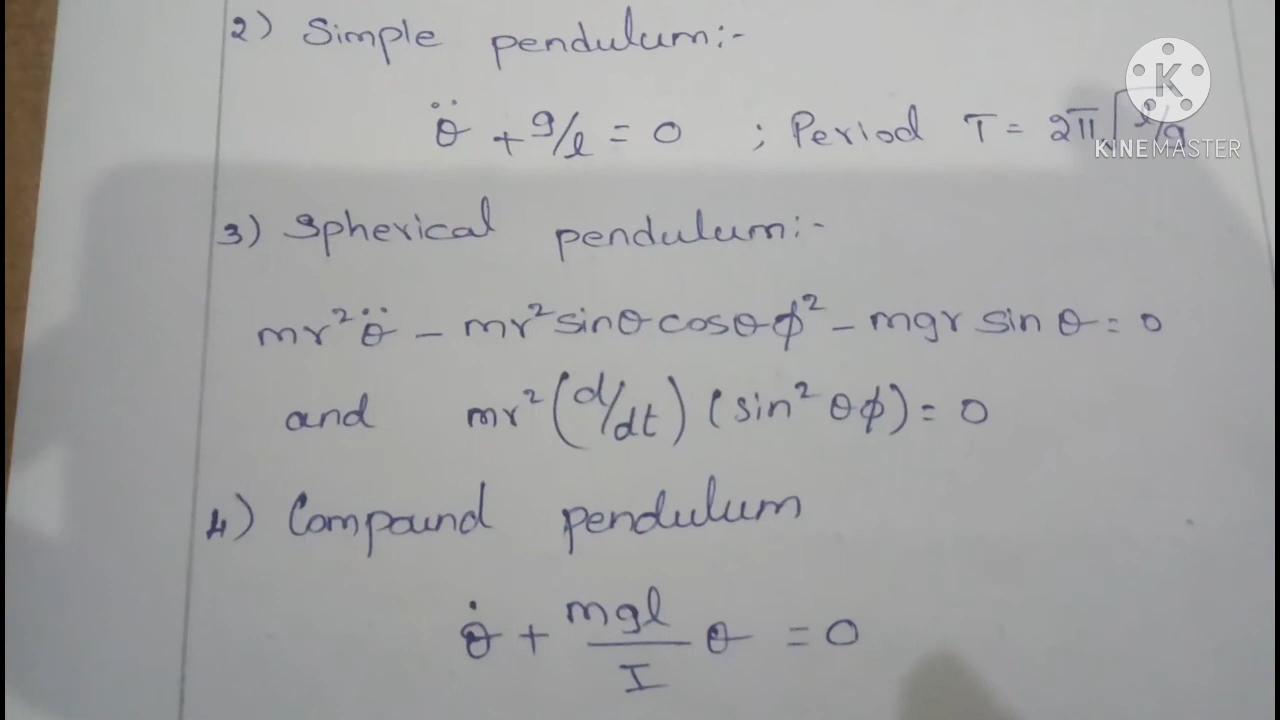 2) Simple pendulum:-
θ̈ + g/l = 0 ; Period T = 2π√l/g
K
KINEMASTER
3) Spherical pendulum:-
mr²θ̈ - mr² sinθ cosθ ϕ² - mgr sin θ = 0
and mr² (d/dt) (sin² θϕ) = 0
4) Compound pendulum
θ̇ + mgl/I θ = 0